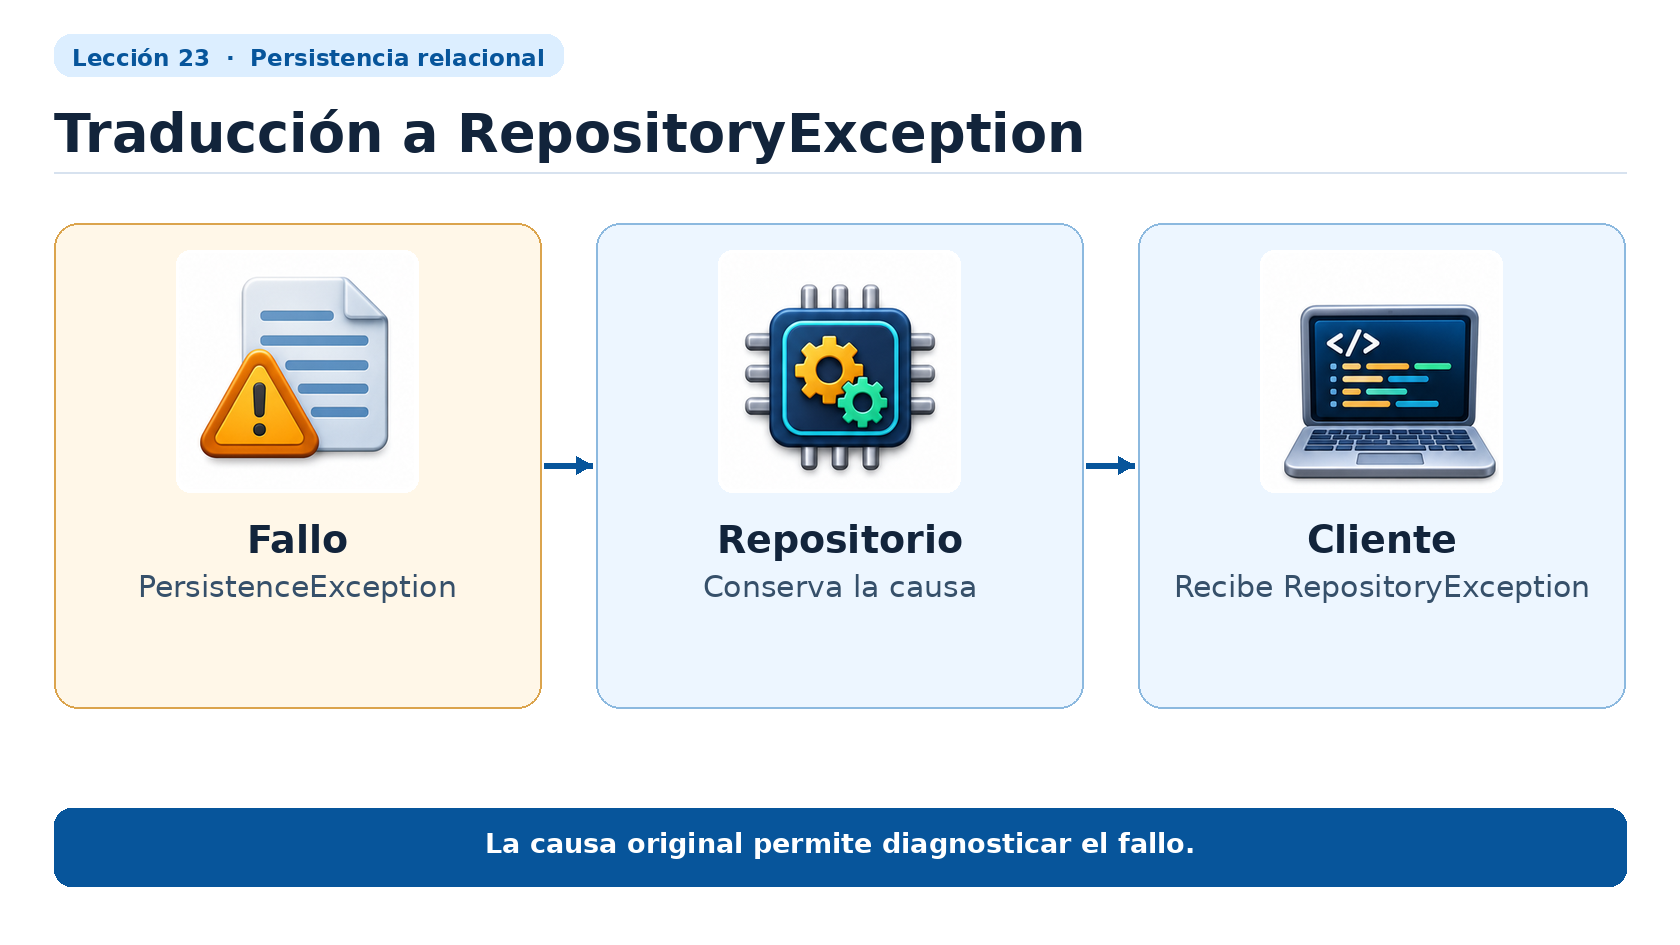 Lección 23 · Persistencia relacional
Traducción a RepositoryException
</>
Fallo
PersistenceException
Repositorio
Conserva la causa
Cliente
Recibe RepositoryException
La causa original permite diagnosticar el fallo.